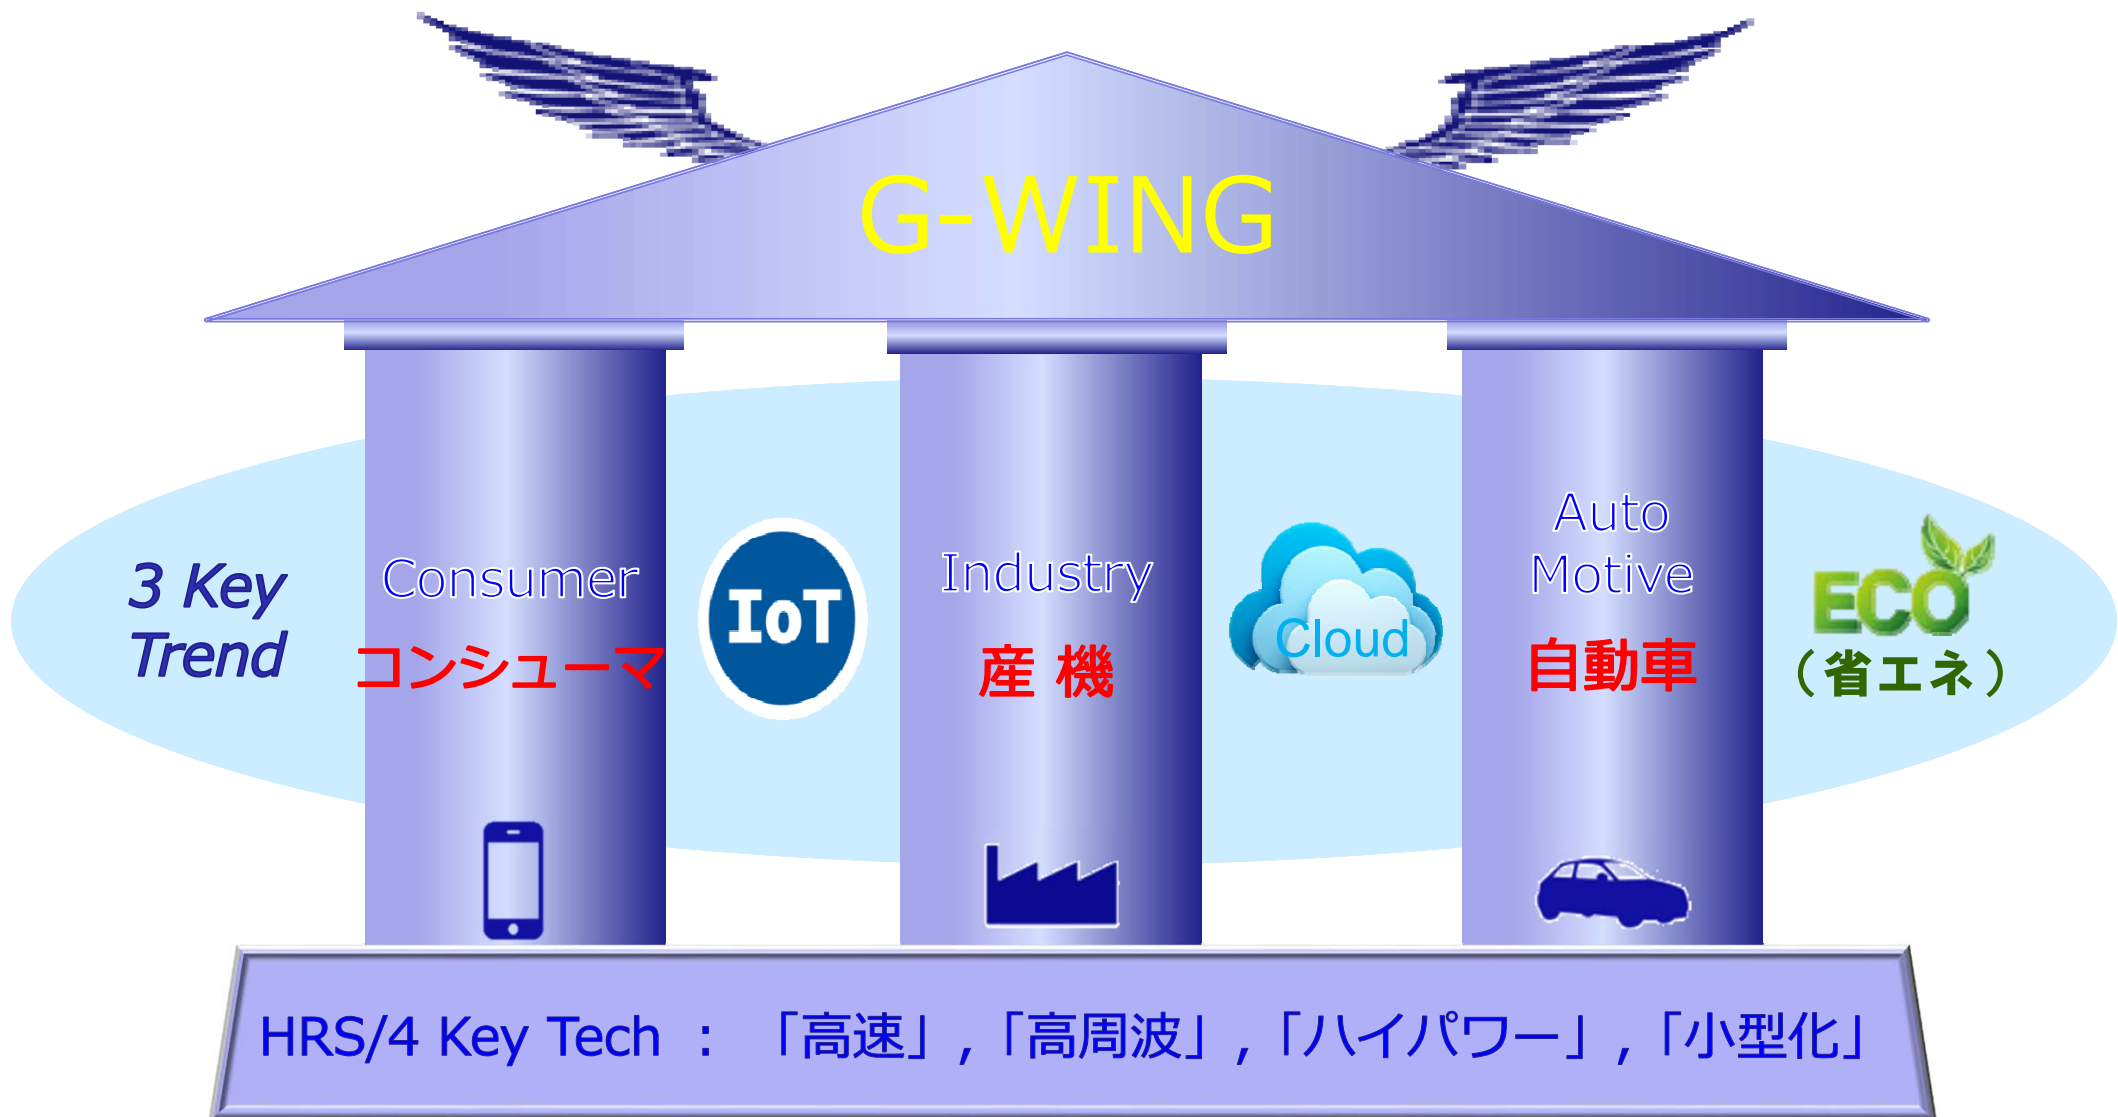 G-WING
3 Key
Trend
Consumer
コンシューマ
IoT
Industry
産 機
Cloud
Auto
Motive
自動車
ECO
（省エネ）
HRS/4 Key Tech ： 「高速」,「高周波」,「ハイパワー」,「小型化」